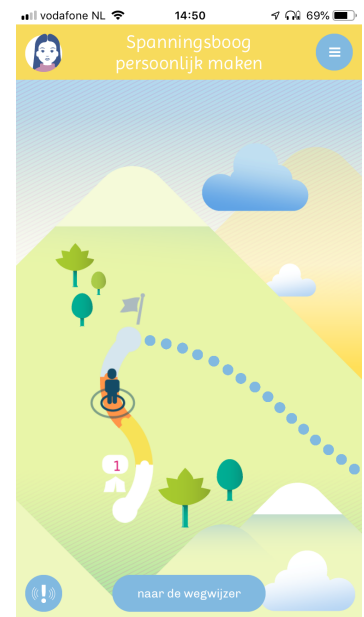 vodafone NL 14:50 69%
Spanningsboog
persoonlijk maken
1
!
naar de wegwijzer